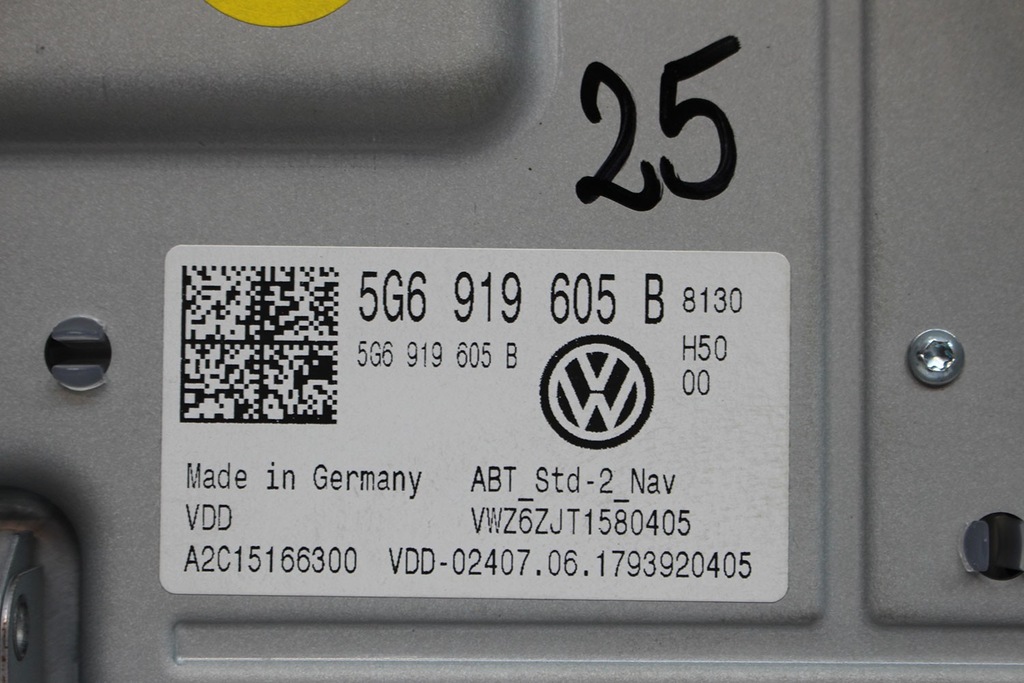 25
5G6 919 605 B 8130
5G6 919 605 B H50
00
Made in Germany ABT_Std-2_Nav
VDD VWZ6ZJT1580405
A2C15166300 VDD-02407.06.1793920405